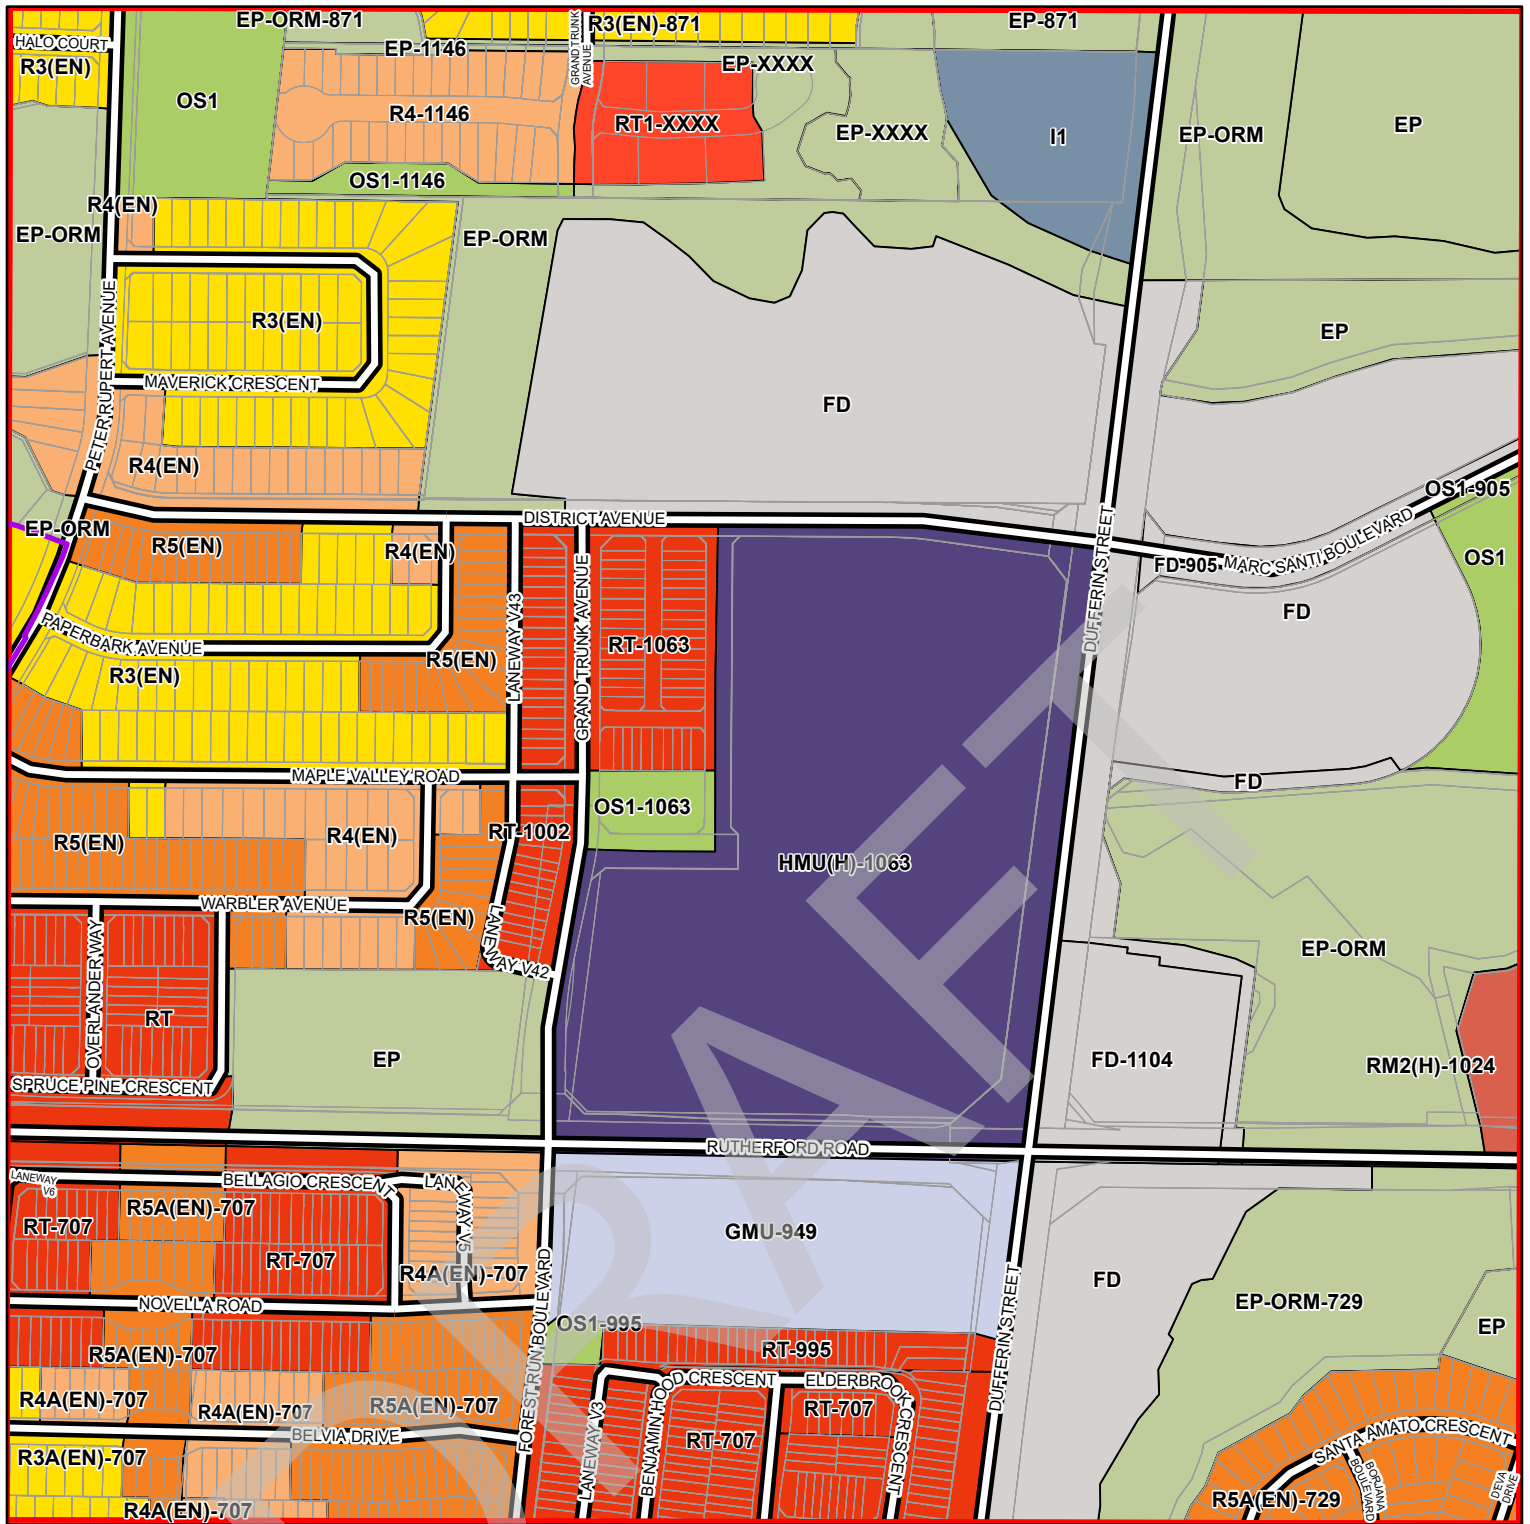 EP-ORM-871
R3(EN)-871
EP-871
GRAND TRUNK
AVENUE
HALO COURT
EP-1146
R3(EN)
EP-XXXX
OS1
R4-1146
RT1-XXXX
EP-XXXX
I1
EP-ORM
EP
OS1-1146
R4(EN)
EP-ORM
EP-ORM
PETER RUPERT AVENUE
R3(EN)
EP
MAVERICK CRESCENT
FD
R4(EN)
OS1-905
EP-ORM
DISTRICT AVENUE
DUFFERIN STREET
MARC SANTI BOULEVARD
R5(EN)
R4(EN)
FD-905
OS1
FD
LANEWAY V43
GRAND TRUNK AVENUE
PAPERBARK AVENUE
R5(EN)
RT-1063
R3(EN)
MAPLE VALLEY ROAD
FD
OS1-1063
R5(EN)
R4(EN)
RT-1002
HMU(H)-1063
WARBLER AVENUE
R5(EN)
LANEWAY V42
OVERLANDER WAY
EP-ORM
RT
EP
FD-1104
RM2(H)-1024
SPRUCE PINE CRESCENT
RUTHERFORD ROAD
LANEWAY
V6
BELLAGIO CRESCENT
LANEWAY V5
R5A(EN)-707
RT-707
GMU-949
RT-707
R4A(EN)-707
FD
NOVELLA ROAD
FOREST RUN BOULEVARD
DUFFERIN STREET
EP-ORM-729
OS1-995
EP
R5A(EN)-707
RT-995
HOOD CRESCENT
ELDERBROOK CRESCENT
R4A(EN)-707
R4A(EN)-707
R5A(EN)-707
LANEWAY V3
BENJAMIN
RT-707
BELVIA DRIVE
RT-707
SANTA AMATO CRESCENT
R3A(EN)-707
BORJANA
BOULEVARD
DEVA
DRIVE
R5A(EN)-729
R4A(EN)-707
DRAFT